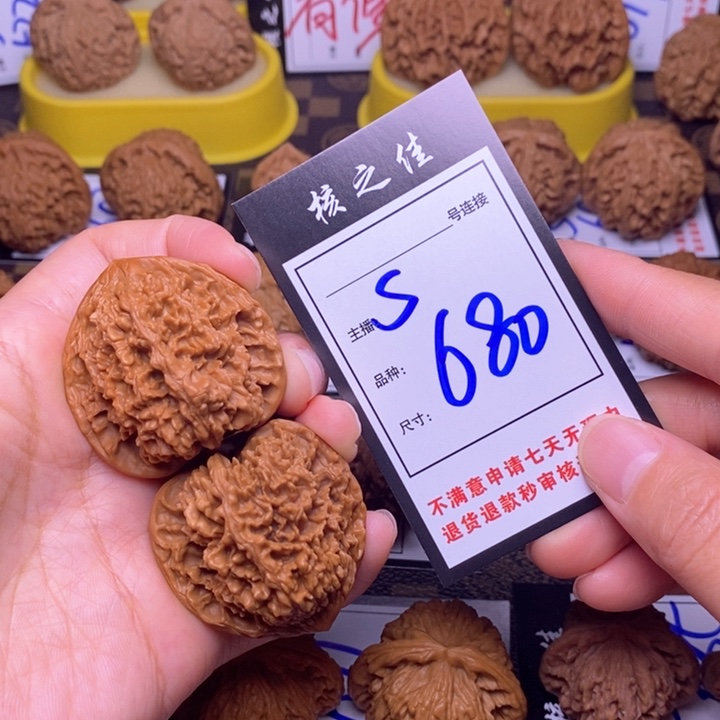 核之佳
号连接
主播 S
品种: 680
尺寸:
不满意申请七天无
退货退款秒审核